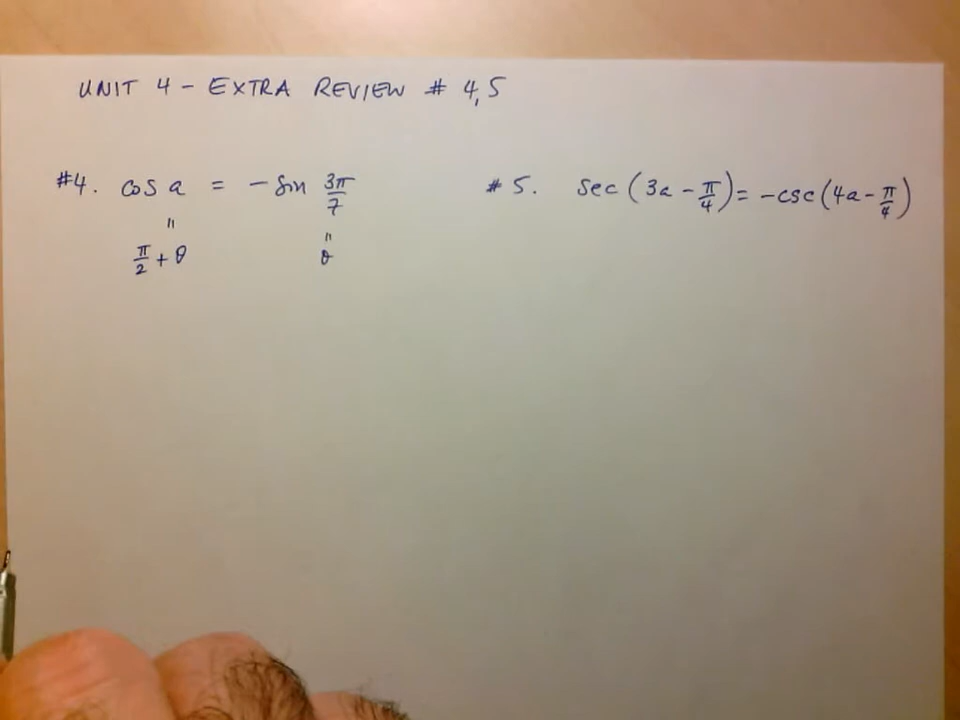 UNIT 4 - EXTRA REVIEW # 4,5
#4. cos a = - sin 3π/7
" "
π/2 + θ θ
# 5. sec (3a - π/4) = -csc (4a - π/4)